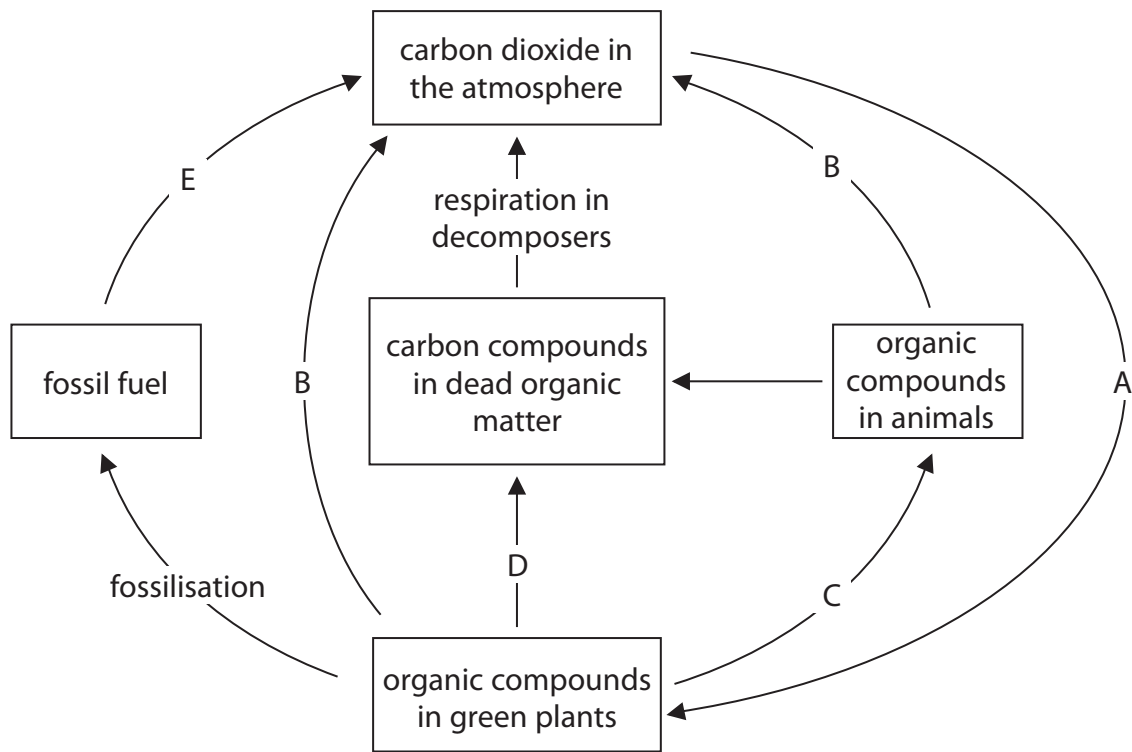 carbon dioxide in
the atmosphere
E
B
respiration in
decomposers
fossil fuel
B
carbon compounds
in dead organic
matter
organic
compounds
in animals
A
fossilisation
D
C
organic compounds
in green plants